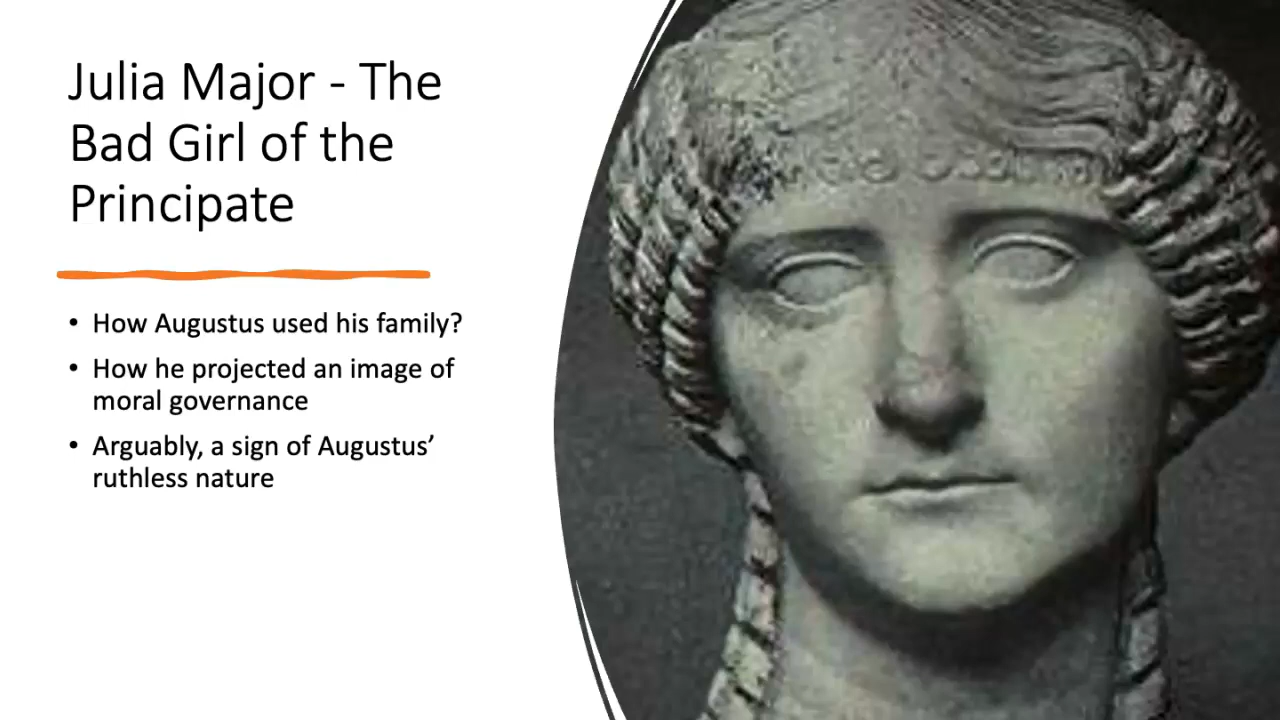 Julia Major - The
Bad Girl of the
Principate
• How Augustus used his family?
• How he projected an image of
moral governance
• Arguably, a sign of Augustus’
ruthless nature